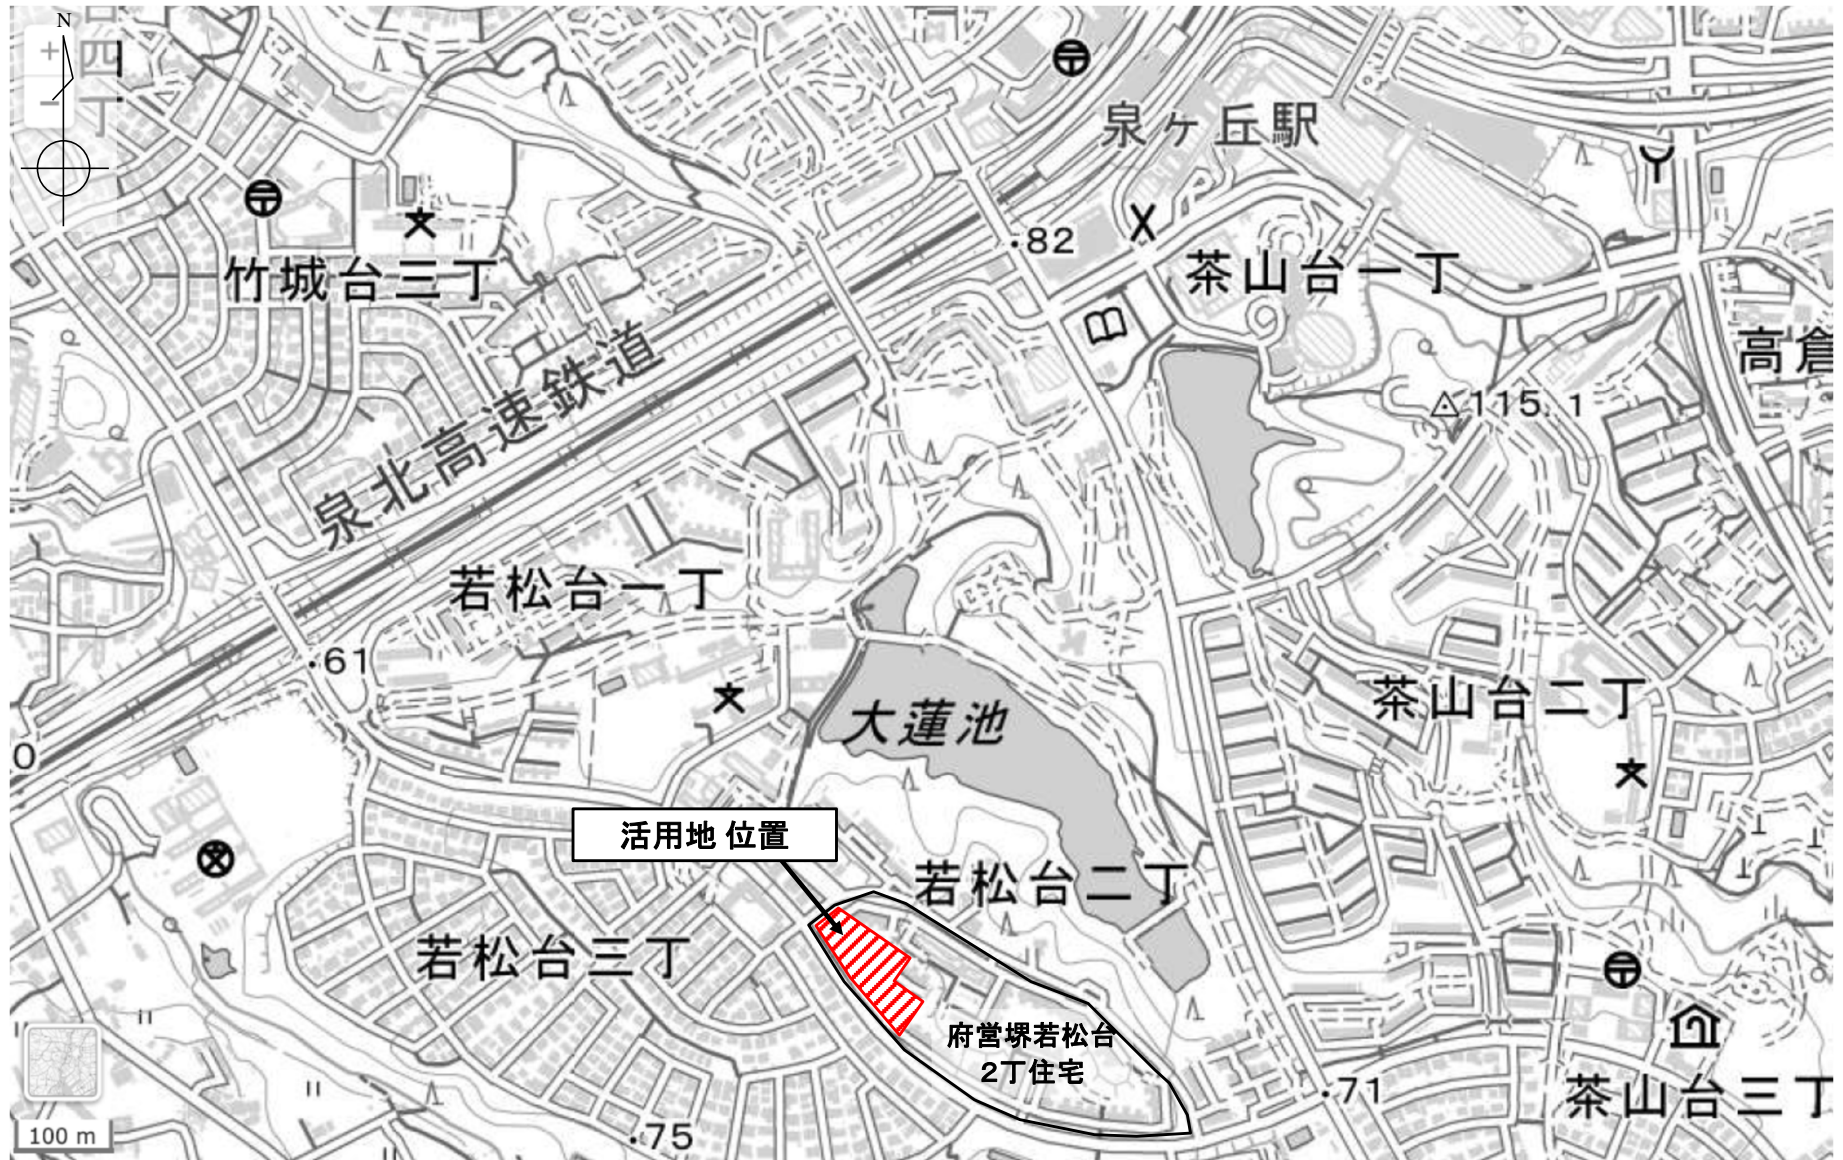 N
四
丁
泉ヶ丘駅
82
竹城台三丁
茶山台一丁
高倉
泉北高速鉄道
115.1
若松台一丁
61
茶山台二丁
大蓮池
0
活用地 位置
若松台二丁
若松台三丁
府営堺若松台
2丁住宅
71
茶山台三丁
75
100 m